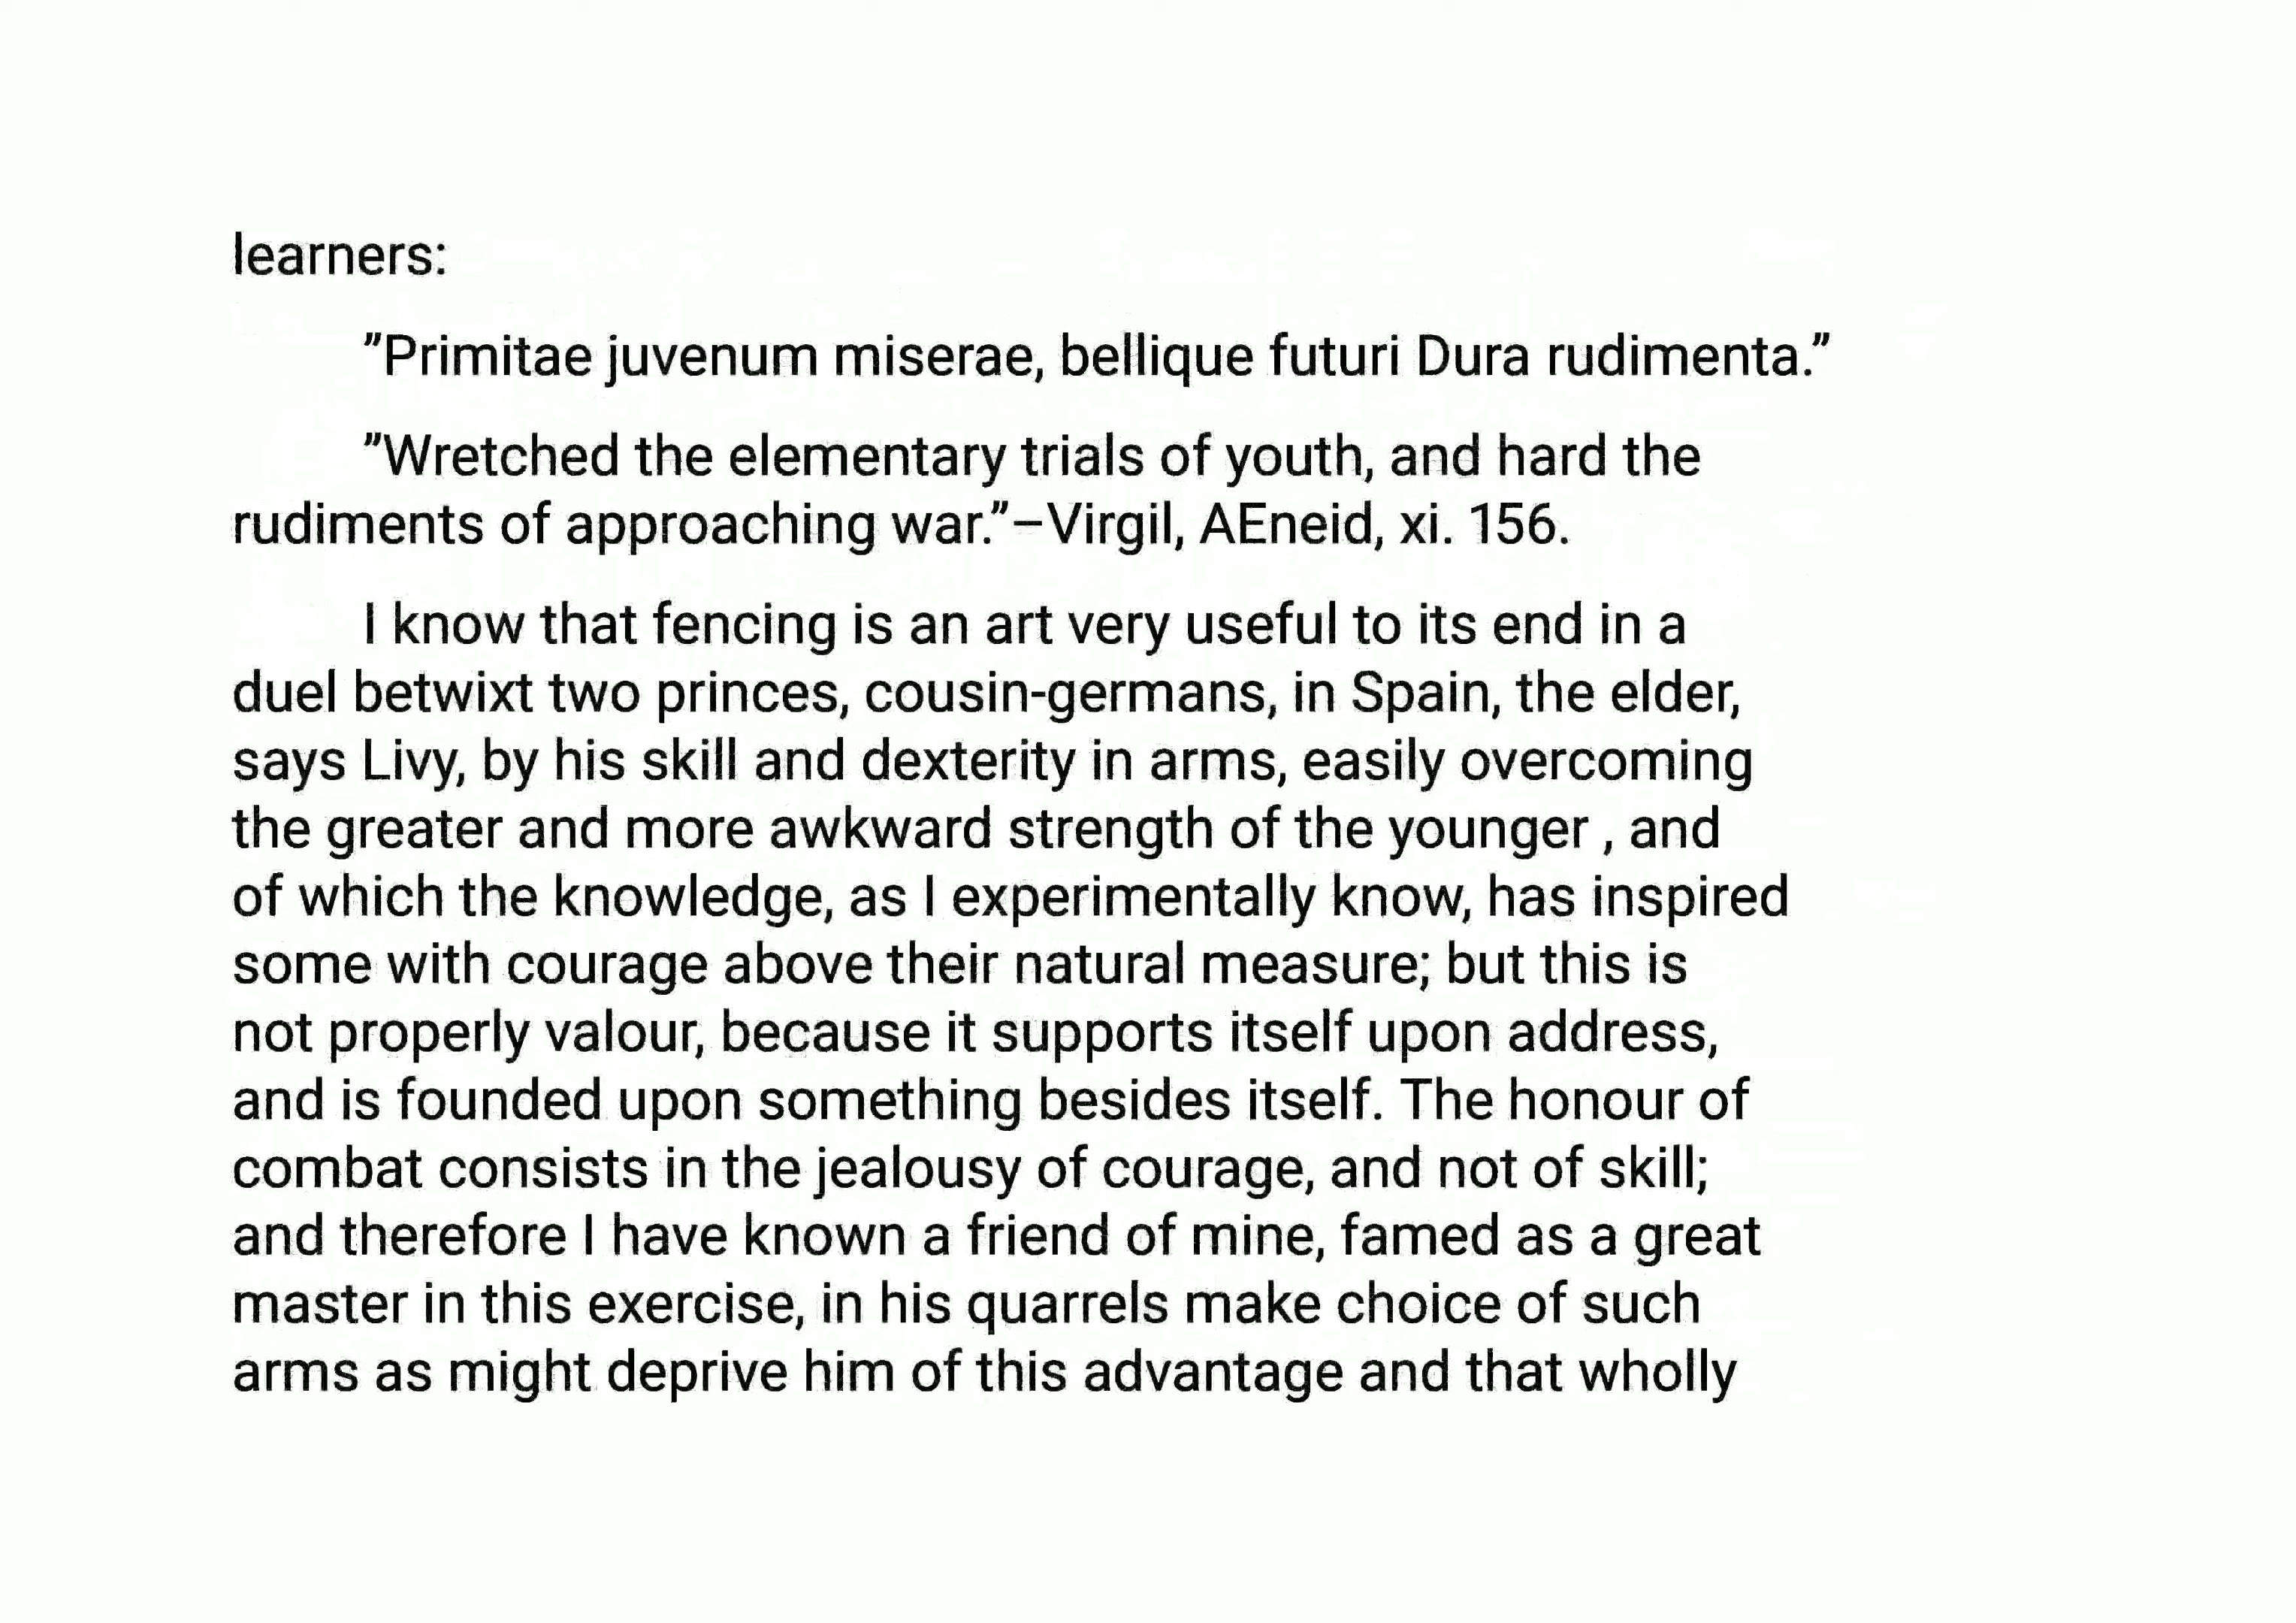 learners:
”Primitae juvenum miserae, bellique futuri Dura rudimenta.”
”Wretched the elementary trials of youth, and hard the
rudiments of approaching war.”–Virgil, AEneid, xi. 156.
I know that fencing is an art very useful to its end in a
duel betwixt two princes, cousin-germans, in Spain, the elder,
says Livy, by his skill and dexterity in arms, easily overcoming
the greater and more awkward strength of the younger , and
of which the knowledge, as I experimentally know, has inspired
some with courage above their natural measure; but this is
not properly valour, because it supports itself upon address,
and is founded upon something besides itself. The honour of
combat consists in the jealousy of courage, and not of skill;
and therefore I have known a friend of mine, famed as a great
master in this exercise, in his quarrels make choice of such
arms as might deprive him of this advantage and that wholly